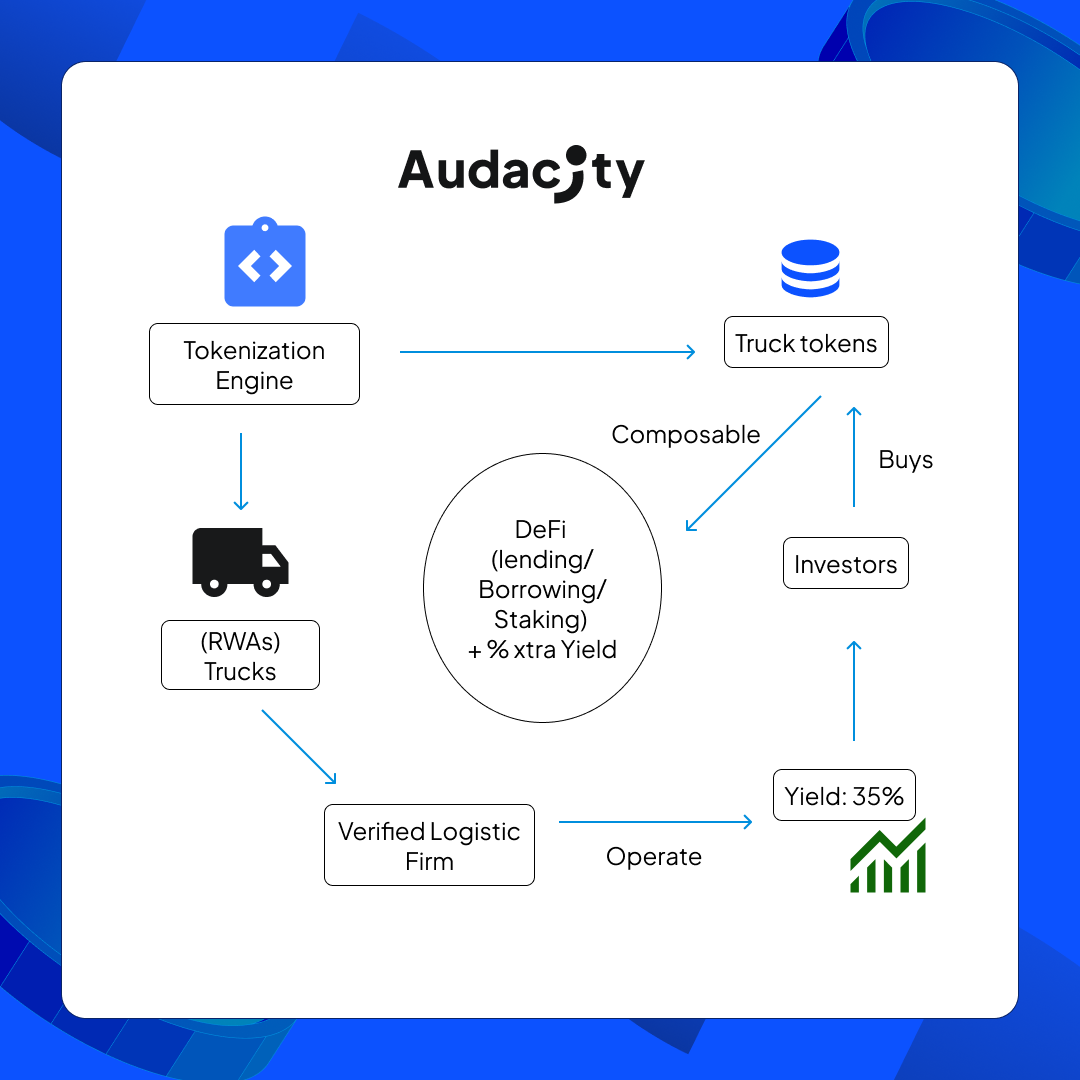 Audacity
Tokenization
Engine
Truck tokens
Composable
Buys
DeFi
(lending/
Borrowing/
Staking)
+ % xtra Yield
Investors
(RWAs)
Trucks
Verified Logistic
Firm
Operate
Yield: 35%